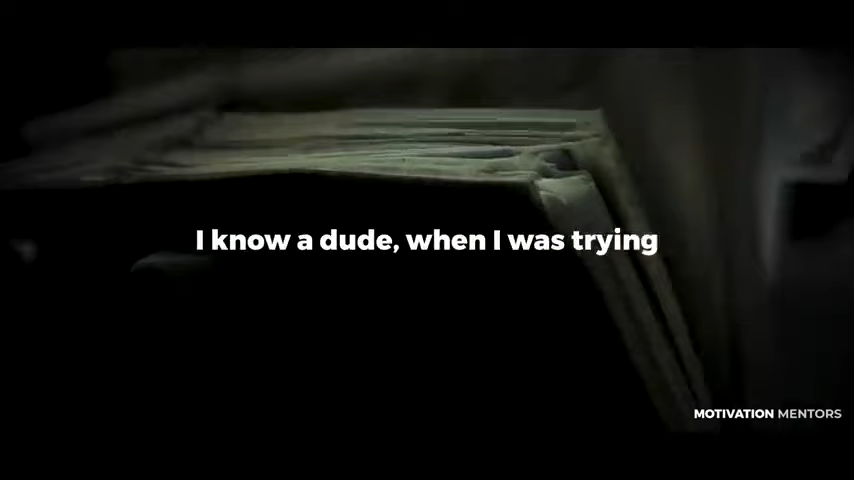 I know a dude, when I was trying
MOTIVATION MENTORS